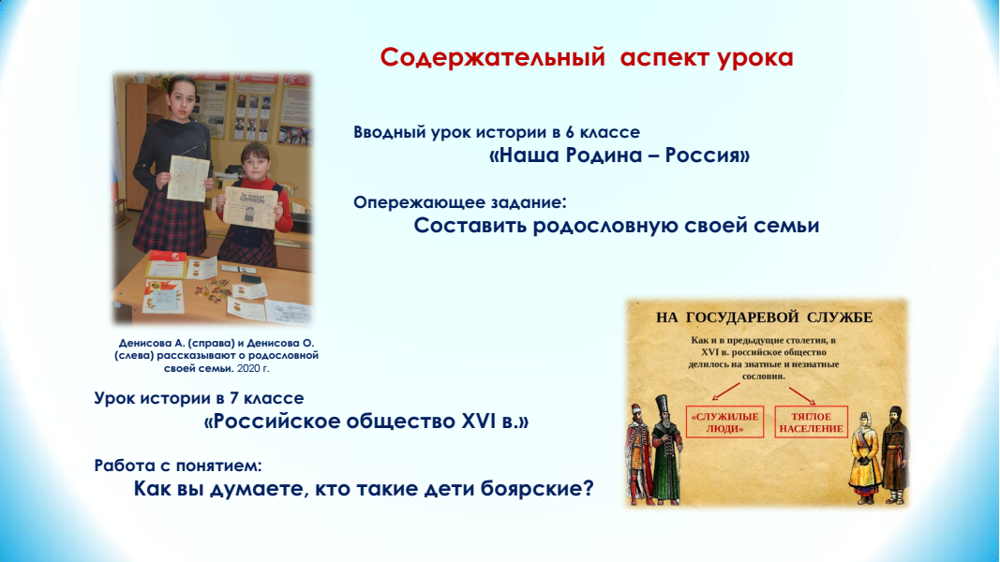 Содержательный аспект урока
Вводный урок истории в 6 классе
«Наша Родина – Россия»
Опережающее задание:
Составить родословную своей семьи
Денисова А. (справа) и Денисова О.
(слева) рассказывают о родословной
своей семьи. 2020 г.
Урок истории в 7 классе
«Российское общество XVI в.»
Работа с понятием:
Как вы думаете, кто такие дети боярские?
НА ГОСУДАРЕВОЙ СЛУЖБЕ
Как и в предыдущие столетия, в
XVI в. российское общество
делилось на знатные и незнатные
сословия.
«СЛУЖИЛЫЕ
ЛЮДИ»
ТЯГЛОЕ
НАСЕЛЕНИЕ